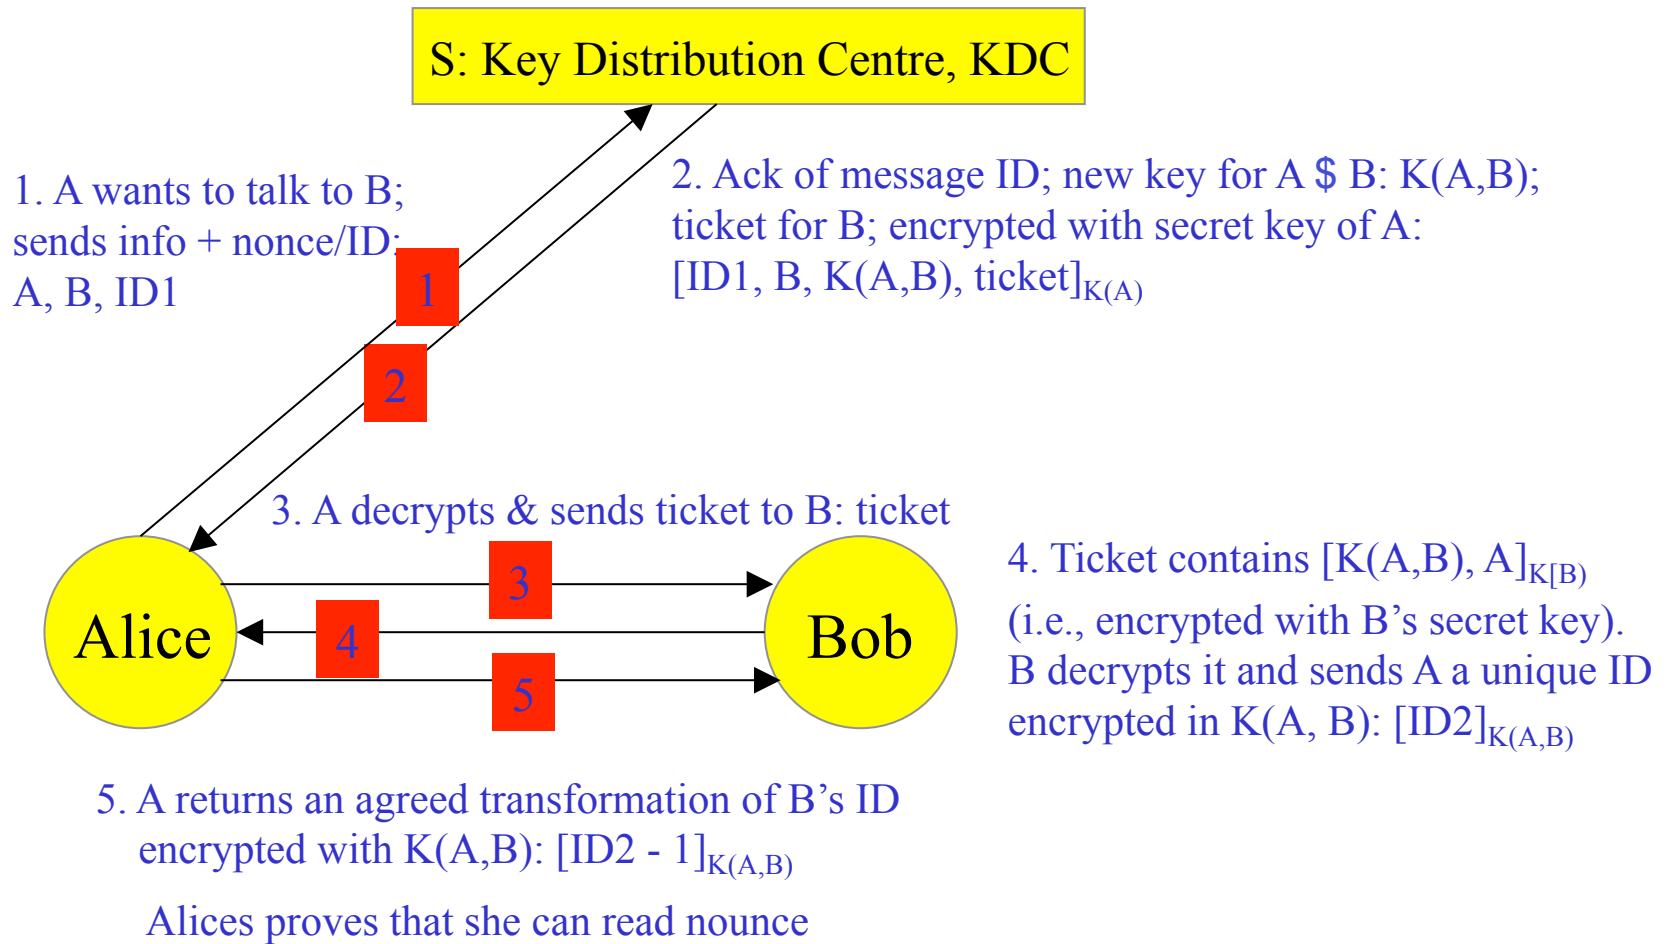 S: Key Distribution Centre, KDC
1. A wants to talk to B;
sends info + nonce/ID:
A, B, ID1
2. Ack of message ID; new key for A $ B: K(A,B);
ticket for B; encrypted with secret key of A:
[ID1, B, K(A,B), ticket]K(A)
1
2
3. A decrypts & sends ticket to B: ticket
3
Alice
4
Bob
5
4. Ticket contains [K(A,B), A]K[B)
(i.e., encrypted with B’s secret key).
B decrypts it and sends A a unique ID
encrypted in K(A, B): [ID2]K(A,B)
5. A returns an agreed transformation of B’s ID
encrypted with K(A,B): [ID2 - 1]K(A,B)
Alices proves that she can read nounce